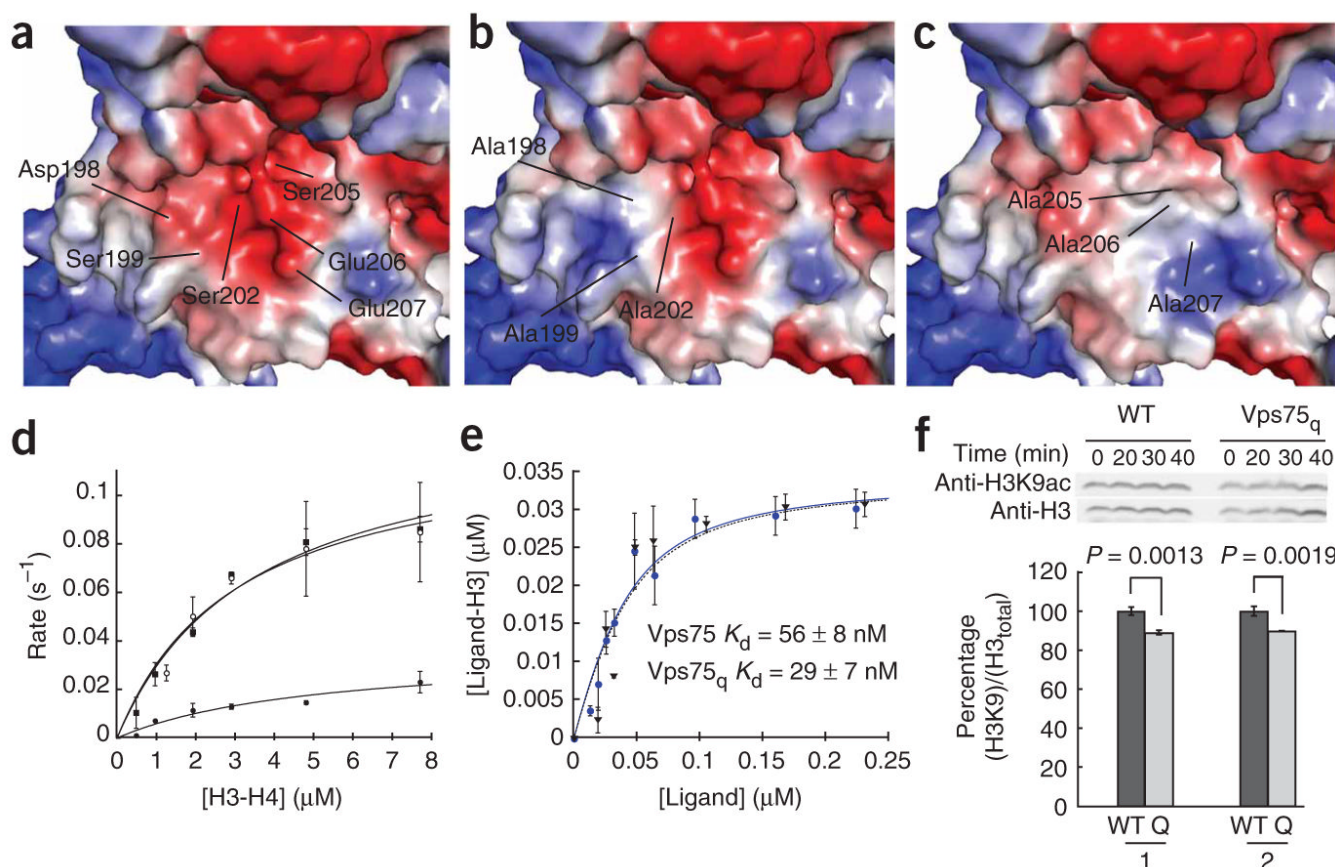 a
Asp198
Ser199
Ser202
Ser205
Glu206
Glu207
b
Ala198
Ala199
Ala202
c
Ala205
Ala206
Ala207
d
Rate (s⁻¹)
0.1
0.08
0.06
0.04
0.02
0
0 1 2 3 4 5 6 7 8
[H3-H4] (μM)
e
[Ligand-H3] (μM)
0.035
0.03
0.025
0.02
0.015
0.01
0.005
0
Vps75 Kd = 56 ± 8 nM
Vps75q Kd = 29 ± 7 nM
0 0.05 0.1 0.15 0.2 0.25
[Ligand] (μM)
f
WT Vps75q
Time (min) 0 20 30 40 0 20 30 40
Anti-H3K9ac
Anti-H3
P = 0.0013 P = 0.0019
Percentage
(H3K9)/(H3total)
120
100
80
60
40
20
0
WT Q WT Q
1 2